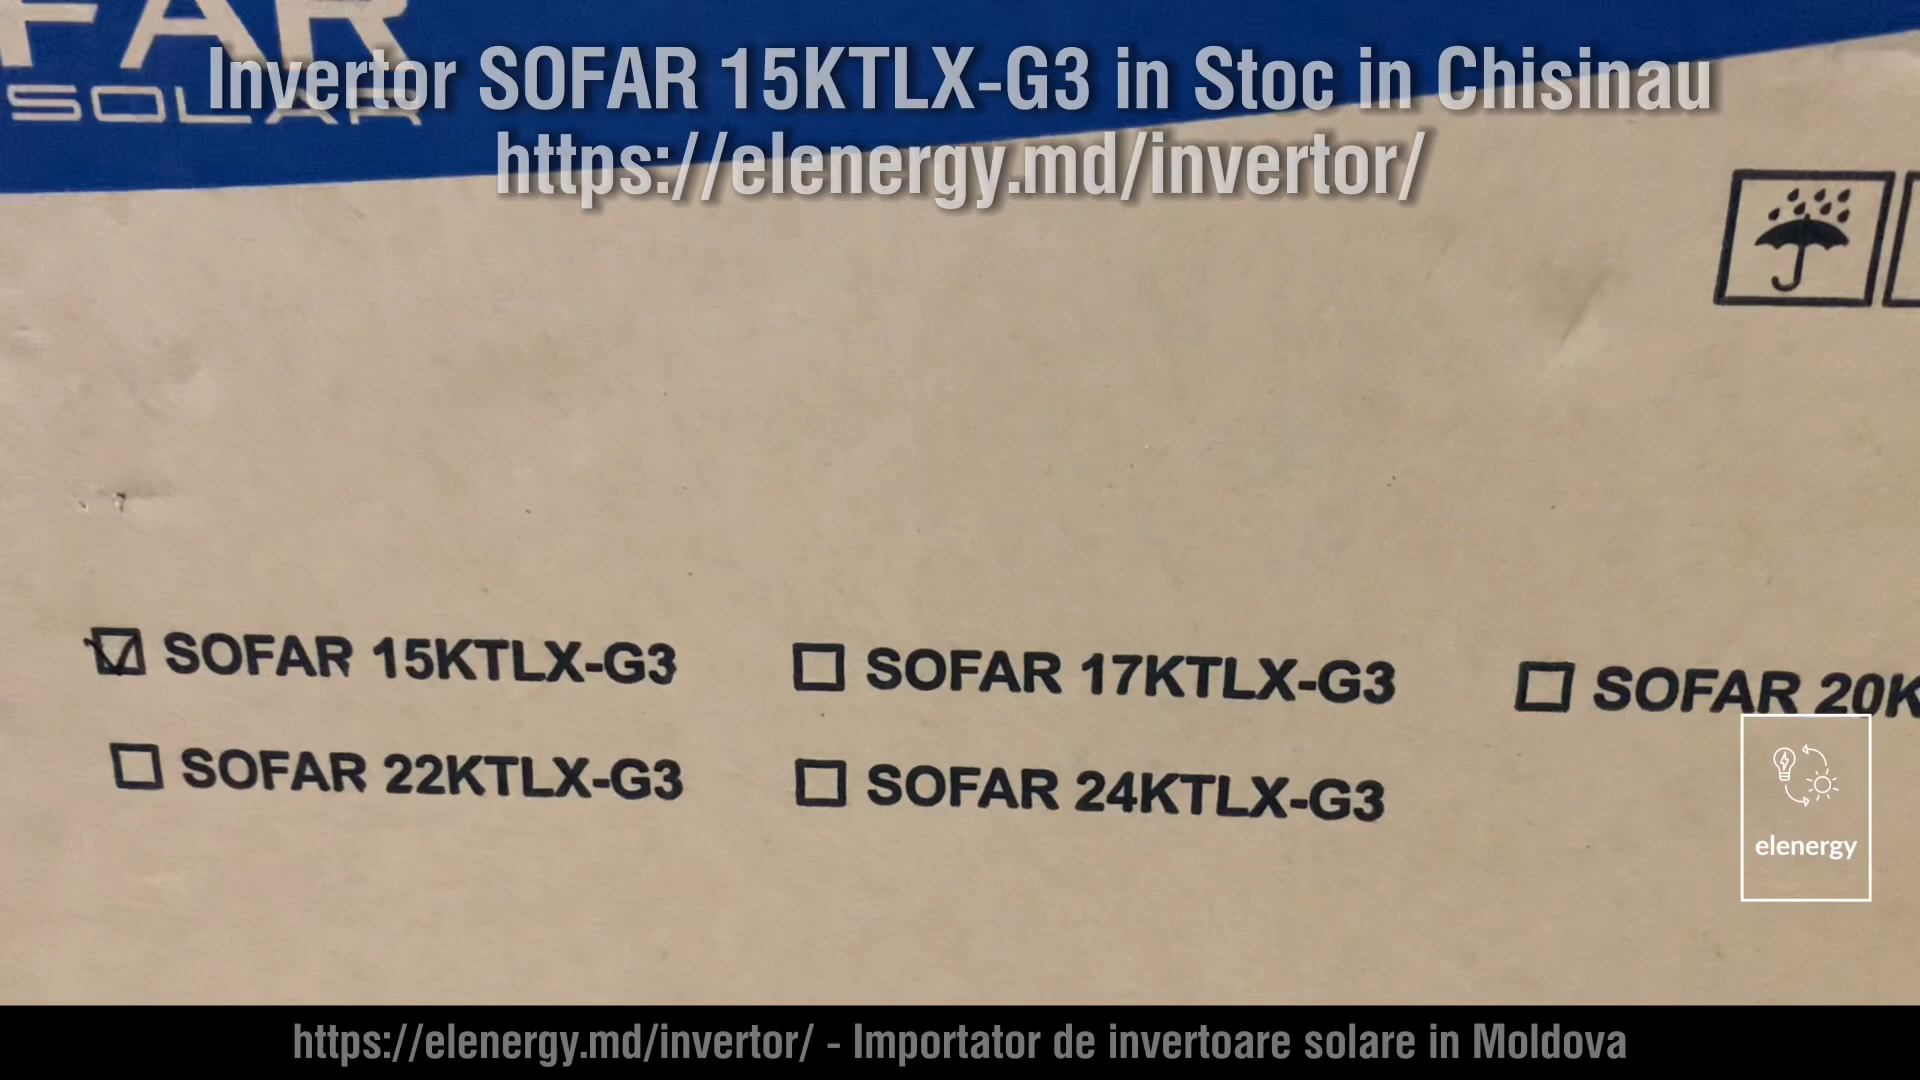 FAR
SOLAR
Invertor SOFAR 15KTLX-G3 in Stoc in Chisinau
https://elenergy.md/invertor/
SOFAR 15KTLX-G3
SOFAR 17KTLX-G3
SOFAR 20K
SOFAR 22KTLX-G3
SOFAR 24KTLX-G3
elenergy
https://elenergy.md/invertor/ - Importator de invertoare solare in Moldova